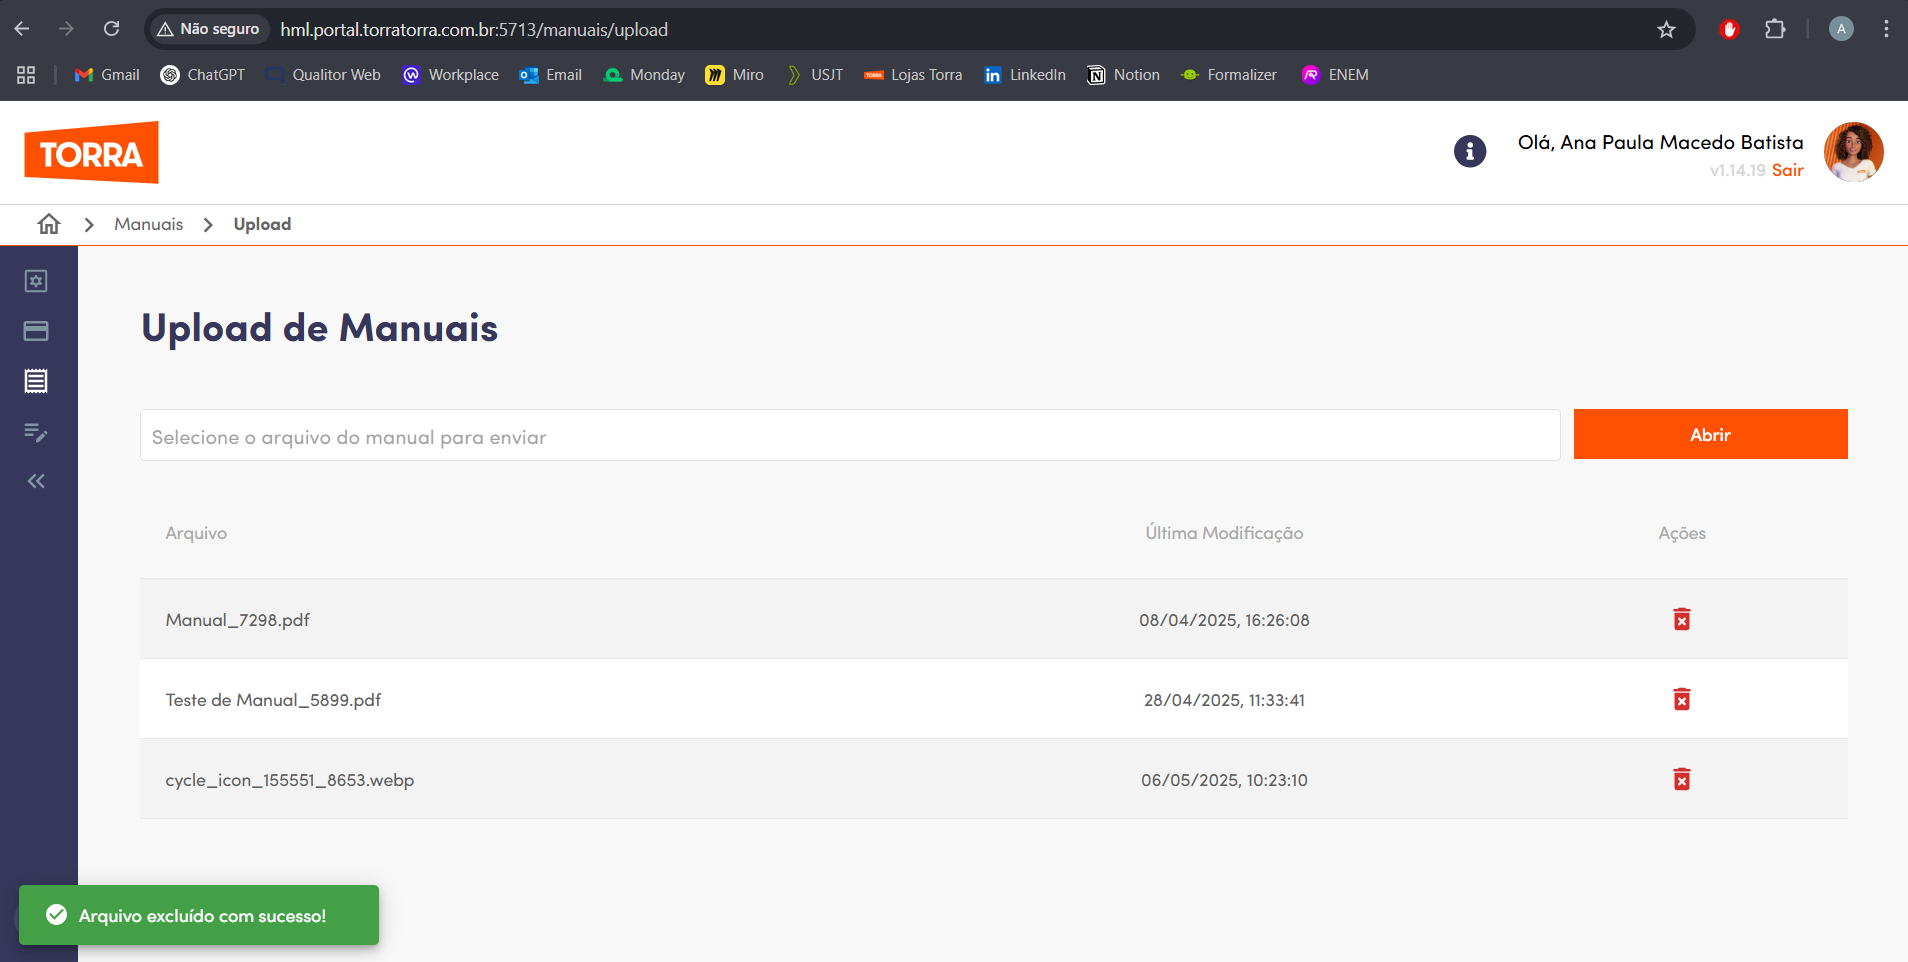 Não seguro
hml.portal.torratorra.com.br:5713/manuais/upload
A
Gmail
ChatGPT
Qualitor Web
Workplace
Email
Monday
Miro
USJT
Lojas Torra
LinkedIn
Notion
Formalizer
ENEM
TORRA
Olá, Ana Paula Macedo Batista
v1.14.19 Sair
Manuais
Upload
Upload de Manuais
Selecione o arquivo do manual para enviar
Abrir
Arquivo Última Modificação Ações
Manual_7298.pdf 08/04/2025, 16:26:08
Teste de Manual_5899.pdf 28/04/2025, 11:33:41
cycle_icon_155551_8653.webp 06/05/2025, 10:23:10
Arquivo excluído com sucesso!